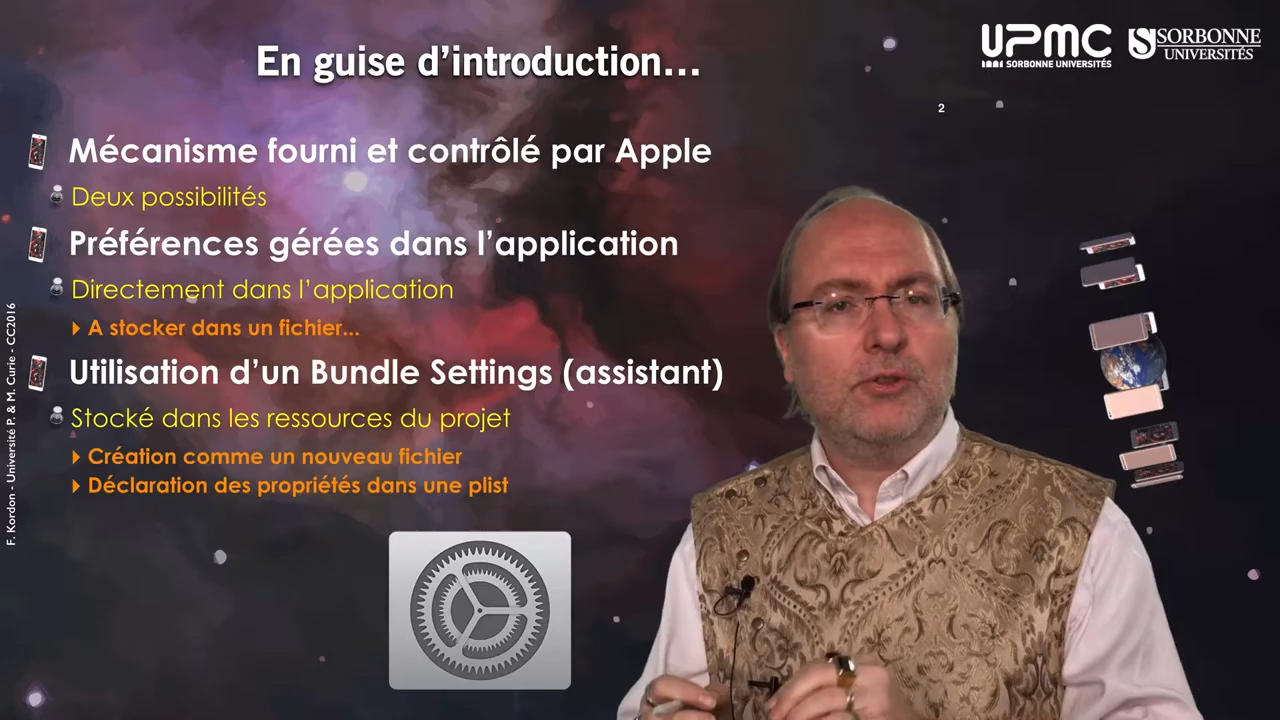 En guise d'introduction...
UPMC
SORBONNE UNIVERSITÉS
SORBONNE
UNIVERSITÉS
2
Mécanisme fourni et contrôlé par Apple
Deux possibilités
Préférences gérées dans l'application
Directement dans l'application
A stocker dans un fichier...
Utilisation d'un Bundle Settings (assistant)
Stocké dans les ressources du projet
Création comme un nouveau fichier
Déclaration des propriétés dans une plist
F. Kordon - Université P. & M. Curie - CC2016